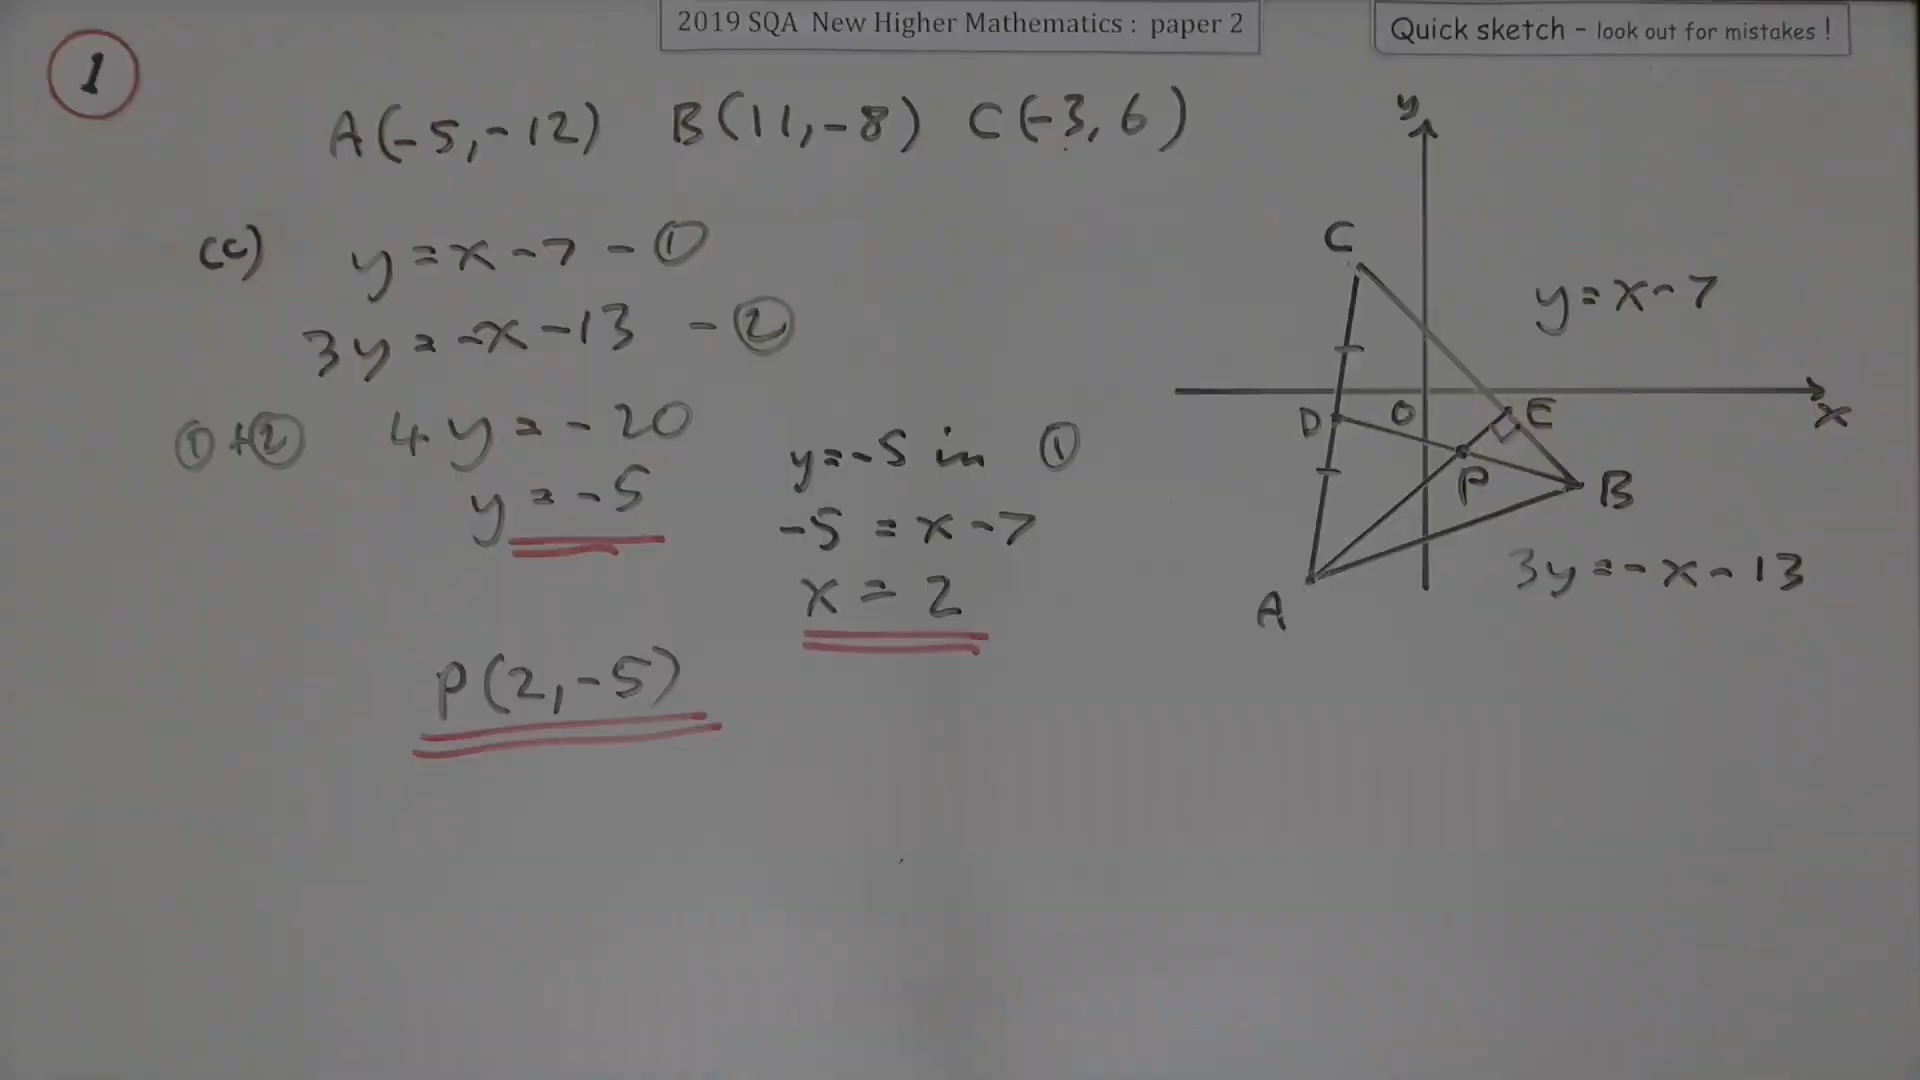 2019 SQA New Higher Mathematics : paper 2
Quick sketch - look out for mistakes !
1
A(-5,-12) B(11,-8) C(-3,6)
(c) y = x - 7 - ①
3y = -x - 13 - ②
① + ② 4y = -20
y = -5
y = -5 in ①
-5 = x - 7
x = 2
P(2,-5)
y
C
y = x - 7
D
O
E
x
P
B
3y = -x - 13
A